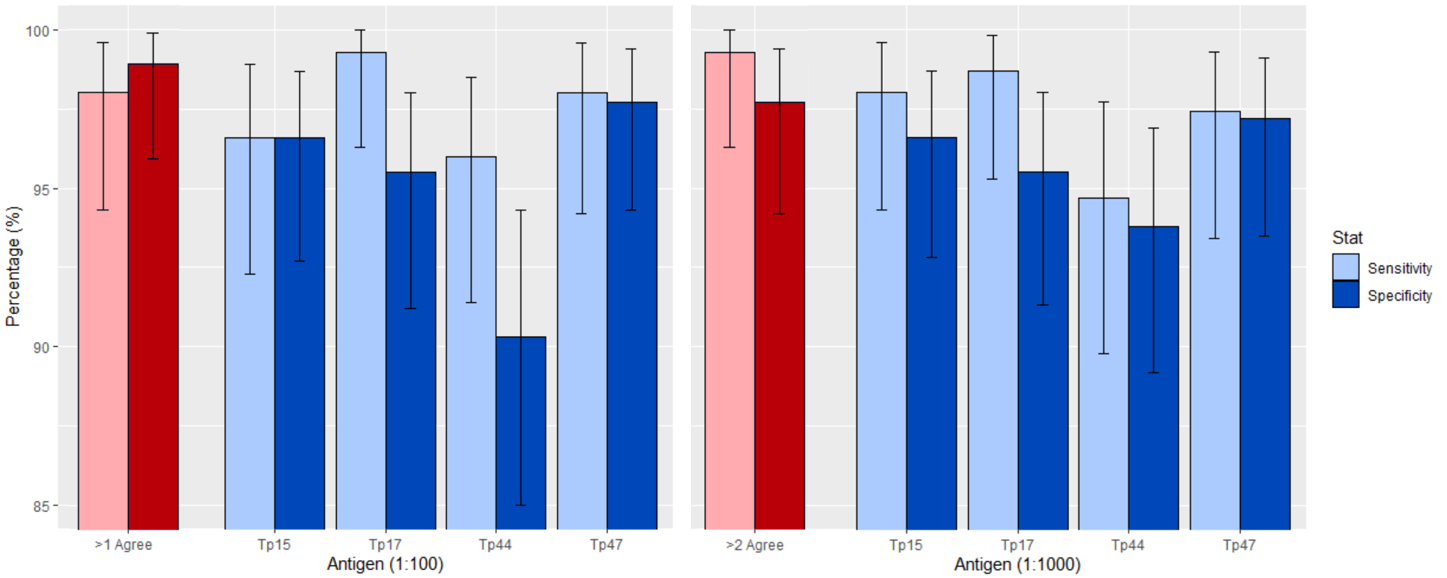 100
95
90
85
Percentage (%)
>1 Agree Tp15 Tp17 Tp44 Tp47
Antigen (1:100)
>2 Agree Tp15 Tp17 Tp44 Tp47
Antigen (1:1000)
Stat
Sensitivity
Specificity